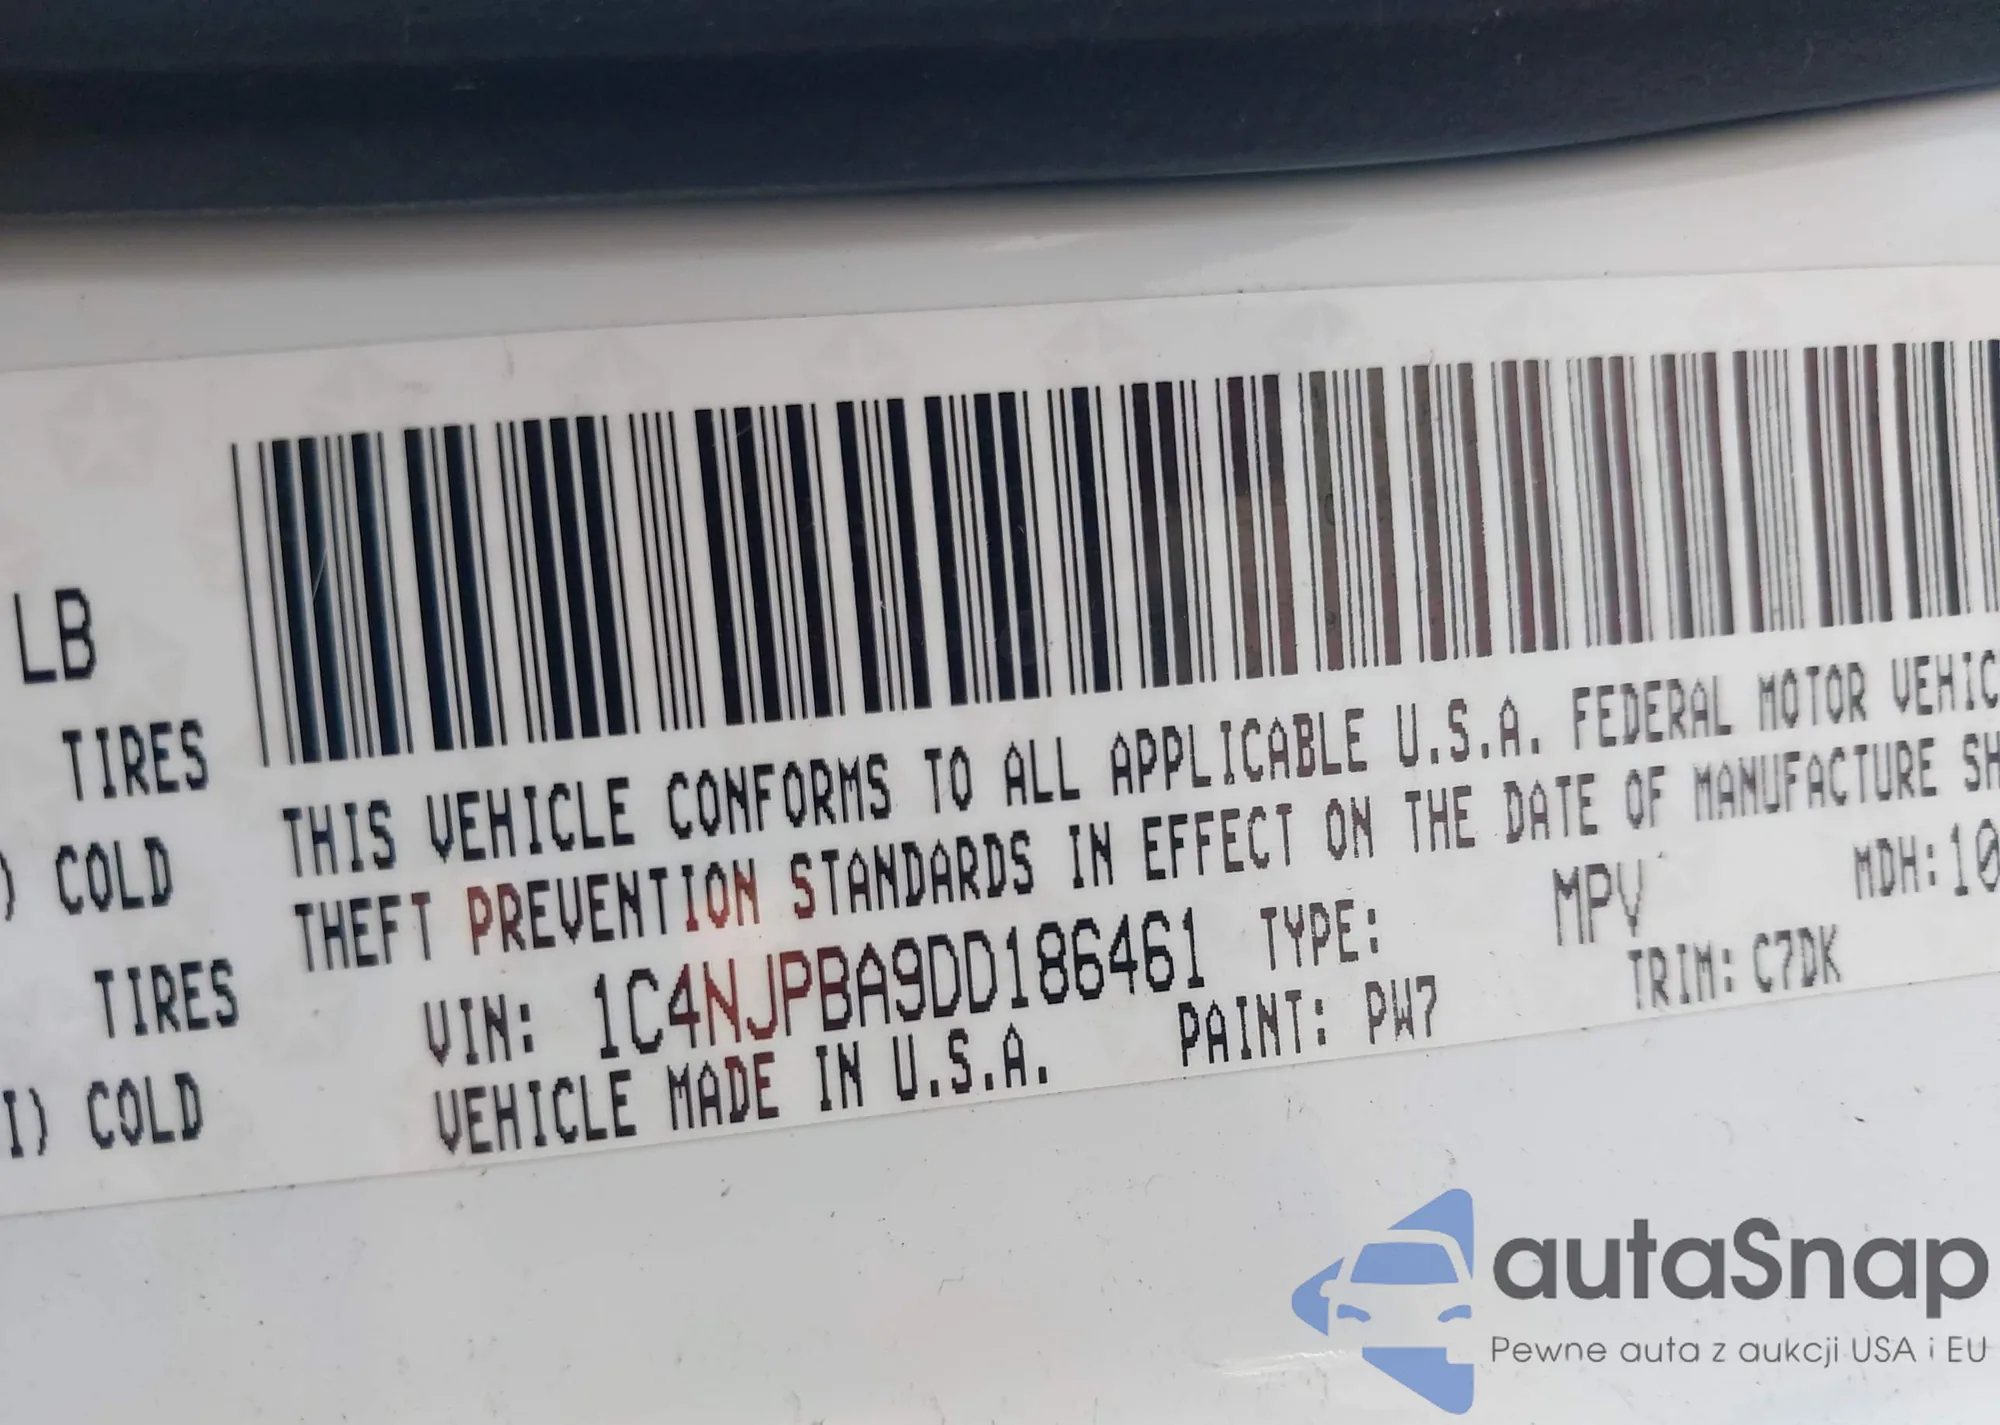 LB
TIRES
) COLD
TIRES
I) COLD
THIS VEHICLE CONFORMS TO ALL APPLICABLE U.S.A. FEDERAL MOTOR VEHIC
THEFT PREVENTION STANDARDS IN EFFECT ON THE DATE OF MANUFACTURE SH
VIN: 1C4NJPBA9DD186461 TYPE: MPV MDH:10
VEHICLE MADE IN U.S.A. PAINT: PW7 TRIM: C7DK
autaSnap
Pewne auta z aukcji USA i EU